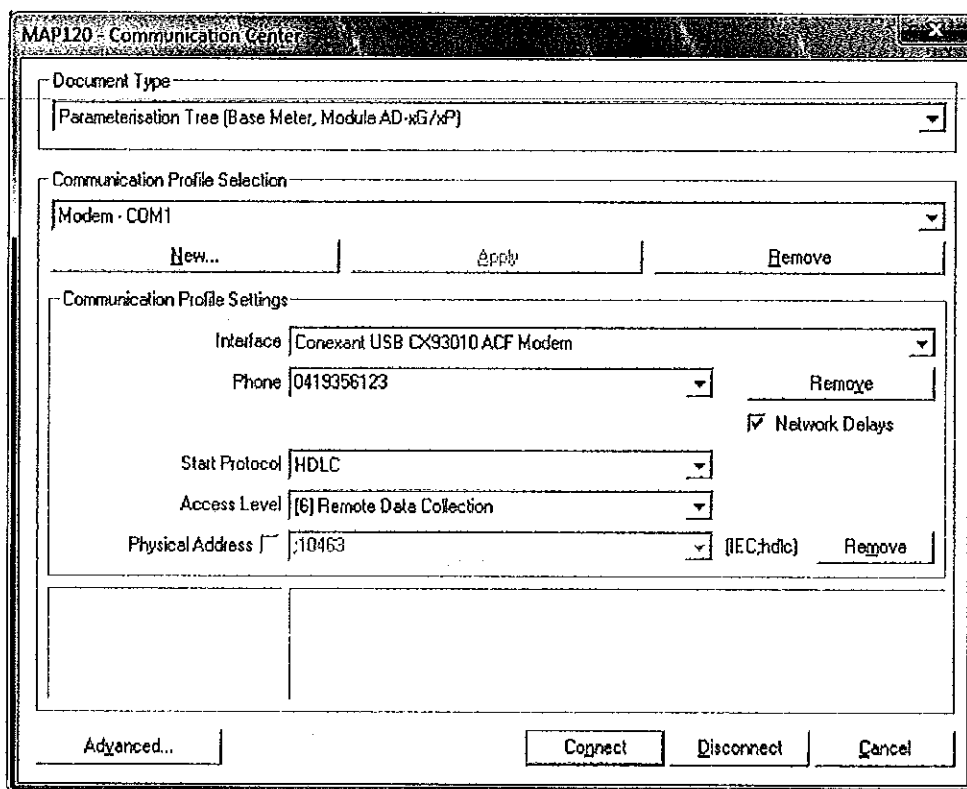 MAP120 - Communication Center
Document Type
Parameterisation Tree (Base Meter, Module AD-xG/xP)
Communication Profile Selection
Modem - COM1
New... Apply Remove
Communication Profile Settings
Interface Conexant USB CX93010 ACF Modem
Phone 0419356123 Remove
Network Delays
Start Protocol HDLC
Access Level [6] Remote Data Collection
Physical Address ;10463 [IEC;hdlc] Remove
Advanced... Connect Disconnect Cancel